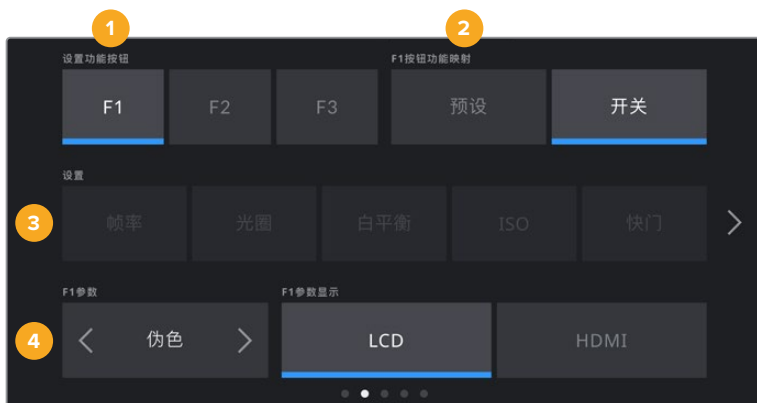 1 2
设置功能按钮 F1按钮功能映射
F1 F2 F3 预设 开关
设置
3 帧率 光圈 白平衡 ISO 快门
F1参数 F1参数显示
4 伪色 LCD HDMI